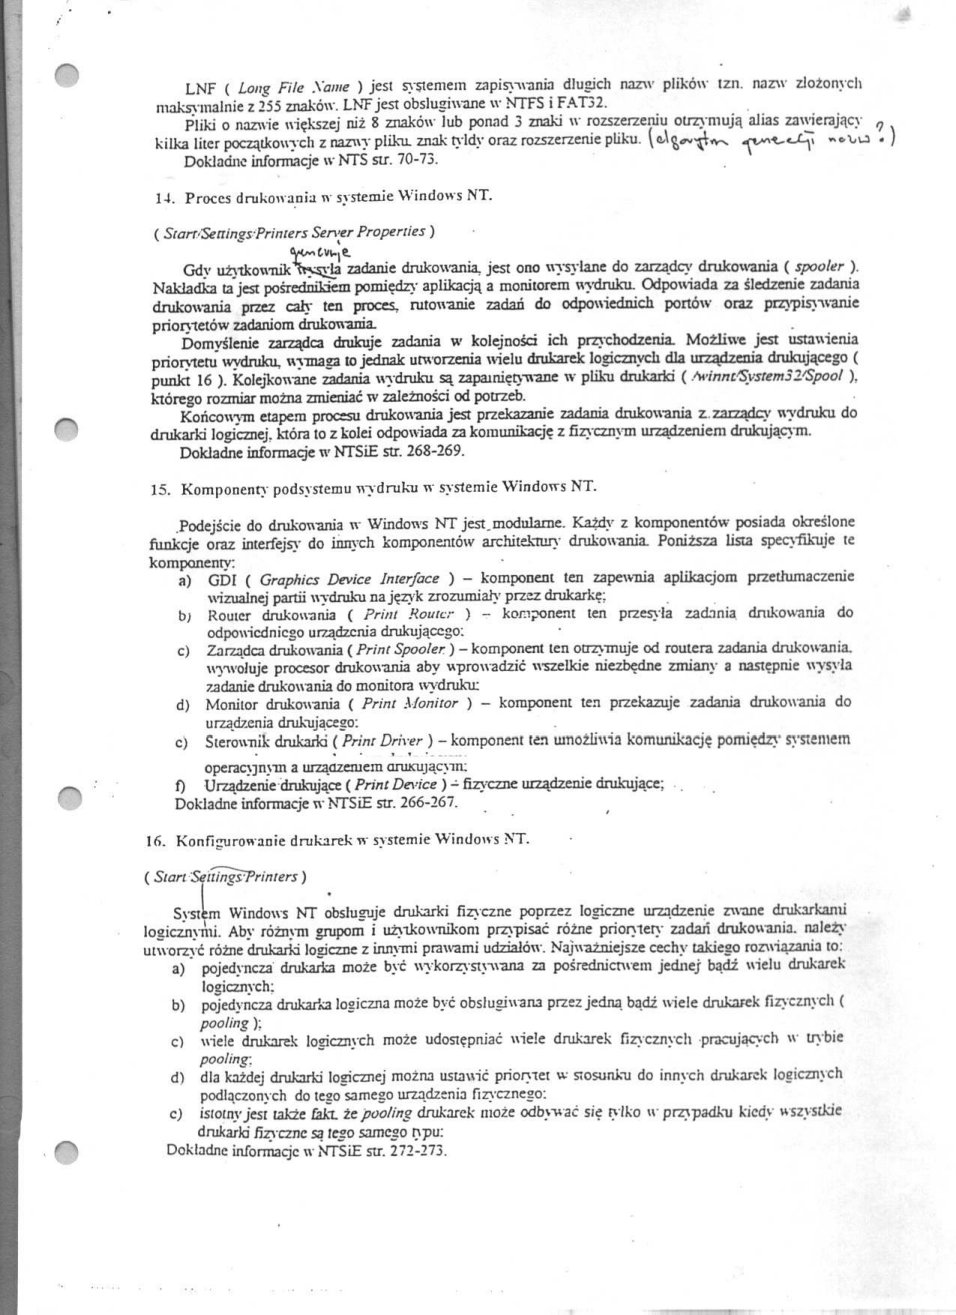 LNF ( Long File Name ) jest systemem zapisywania dlugich nazw plików tzn. nazw złożonych
maksymalnie z 255 znaków. LNF jest obslugiwane w NTFS i FAT32.
Pliki o nazwie większej niż 8 znaków lub ponad 3 znaki w rozszerzeniu otrzymują alias zawierający
kilka liter początkowych z nazwy pliku. znak tyldy oraz rozszerzenie pliku. (algorytm generacji nazw ? . )
Dokladne informacje w NTS str. 70-73.
14. Proces drukowania w systemie Windows NT.
( Start/Settings/Printers Server Properties )
generuje
Gdy użytkownik wysyla zadanie drukowania, jest ono wysylane do zarządcy drukowania ( spooler ).
Nakładka ta jest pośrednikiem pomiędzy aplikacją a monitorem wydruku. Odpowiada za śledzenie zadania
drukowania przez cały ten proces, rutowanie zadań do odpowiednich portów oraz przypisywanie
priorytetów zadaniom drukowania.
Domyślenie zarządca drukuje zadania w kolejności ich przychodzenia. Możliwe jest ustawienia
priorytetu wydruku, wymaga to jednak utworzenia wielu drukarek logicznych dla urządzenia drukującego (
punkt 16 ). Kolejkowane zadania wydruku są zapamiętywane w pliku drukarki ( /winnt/System32/Spool ),
którego rozmiar można zmieniać w zależności od potrzeb.
Końcowym etapem procesu drukowania jest przekazanie zadania drukowania z zarządcy wydruku do
drukarki logicznej, która to z kolei odpowiada za komunikację z fizycznym urządzeniem drukującym.
Dokładne informacje w NTSiE str. 268-269.
15. Komponenty podsystemu wydruku w systemie Windows NT.
Podejście do drukowania w Windows NT jest modularne. Każdy z komponentów posiada określone
funkcje oraz interfejsy do innych komponentów architektury drukowania. Poniższa lista specyfikuje te
komponenty:
a) GDI ( Graphics Device Interface ) – komponent ten zapewnia aplikacjom przetłumaczenie
wizualnej partii wydruku na język zrozumiały przez drukarkę;
b) Router drukowania ( Print Router ) – komponent ten przesyła zadania drukowania do
odpowiedniego urządzenia drukującego:
c) Zarządca drukowania ( Print Spooler ) – komponent ten otrzymuje od routera zadania drukowania.
wywołuje procesor drukowania aby wprowadzić wszelkie niezbędne zmiany a następnie wysyla
zadanie drukowania do monitora wydruku:
d) Monitor drukowania ( Print Monitor ) – komponent ten przekazuje zadania drukowania do
urządzenia drukującego:
e) Sterownik drukarki ( Print Driver ) – komponent ten umożliwia komunikację pomiędzy systemem
operacyjnym a urządzeniem drukującym:
f) Urządzenie drukujące ( Print Device ) – fizyczne urządzenie drukujące;
Dokladne informacje w NTSiE str. 266-267.
16. Konfigurowanie drukarek w systemie Windows NT.
( Start Settings/Printers )
System Windows NT obsluguje drukarki fizyczne poprzez logiczne urządzenie zwane drukarkami
logicznymi. Aby różnym grupom i użytkownikom przypisać różne priorytety zadań drukowania. należy
utworzyć różne drukarki logiczne z innymi prawami udziałów. Najważniejsze cechy takiego rozwiązania to:
a) pojedyncza drukarka może być wykorzystywana za pośrednictwem jednej bądź wielu drukarek
logicznych;
b) pojedyncza drukarka logiczna może być obslugiwana przez jedną bądź wiele drukarek fizycznych (
pooling );
c) wiele drukarek logicznych może udostępniać wiele drukarek fizycznych pracujących w trybie
pooling;
d) dla każdej drukarki logicznej można ustawić priorytet w stosunku do innych drukarek logicznych
podłączonych do tego samego urządzenia fizycznego:
e) istotny jest także fakt, że pooling drukarek może odbywać się tylko w przypadku kiedy wszystkie
drukarki fizyczne są tego samego typu:
Dokładne informacje w NTSiE str. 272-273.